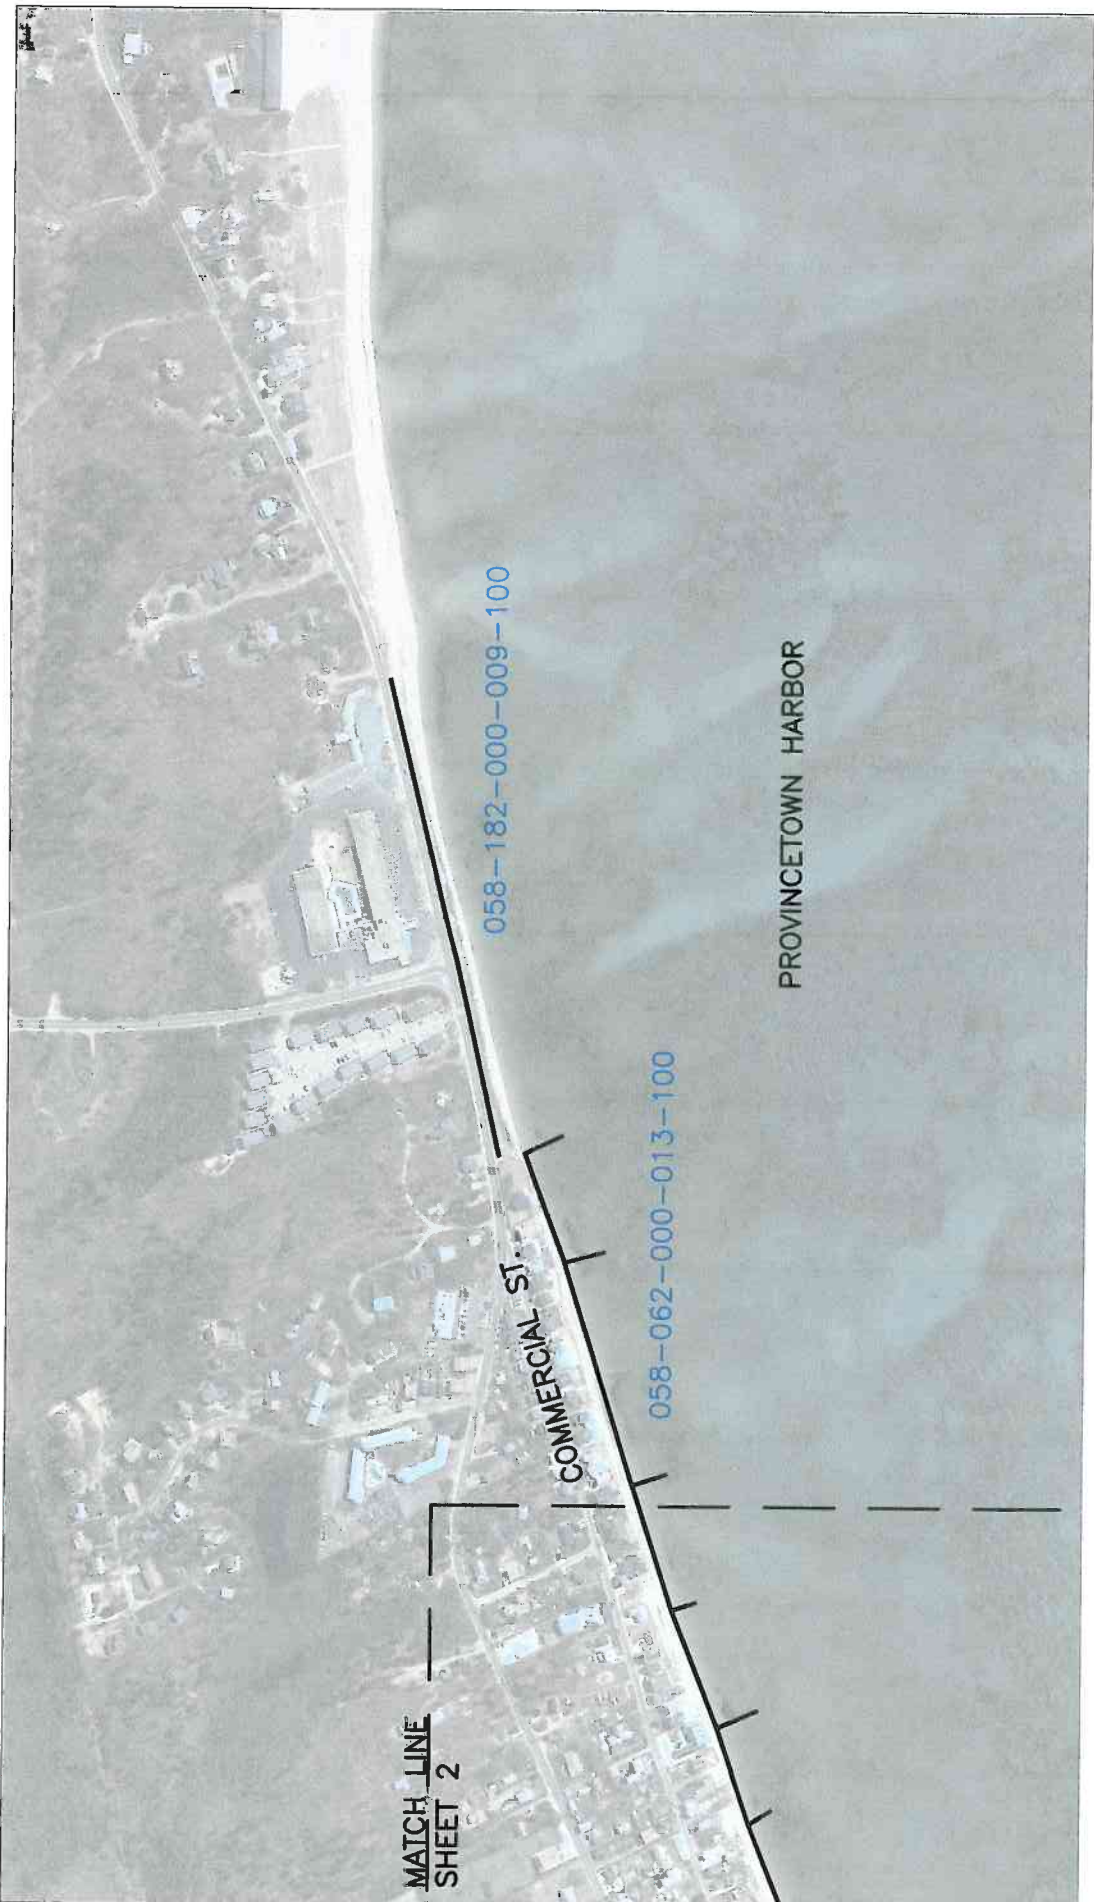 MATCH LINE
SHEET 2
COMMERCIAL ST.
058-182-000-009-100
058-062-000-013-100
PROVINCETOWN HARBOR